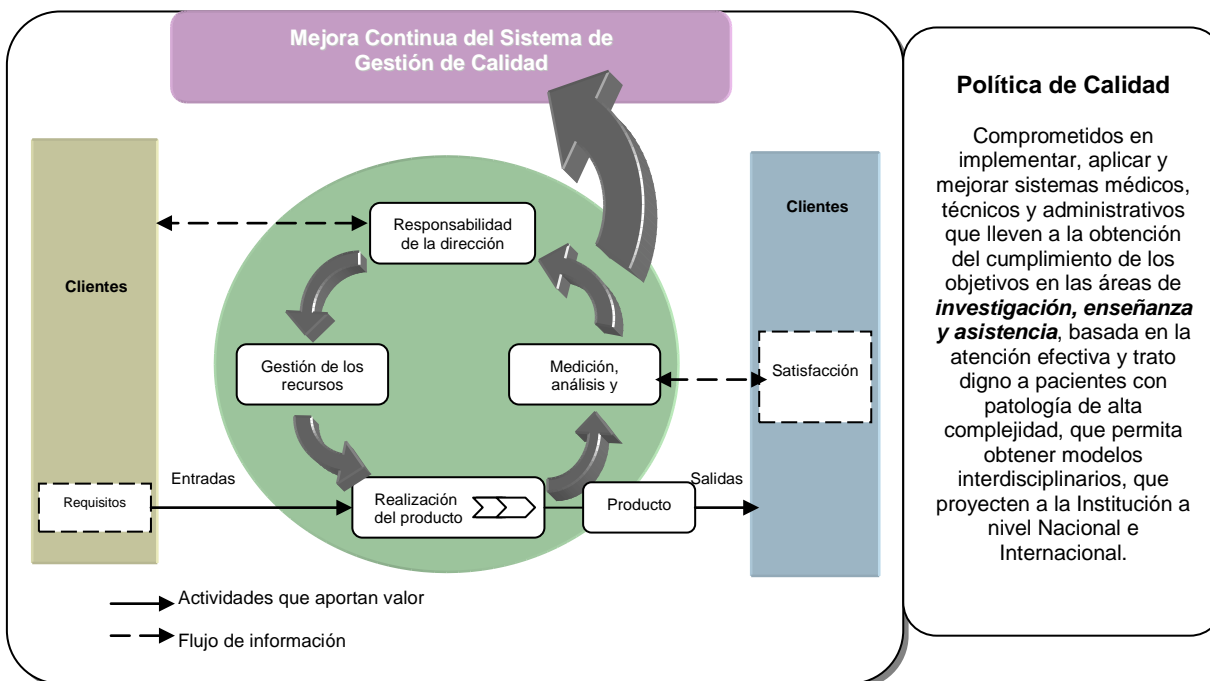 Mejora Continua del Sistema de
Gestión de Calidad
Clientes
Requisitos
Entradas
Responsabilidad
de la dirección
Gestión de los
recursos
Medición,
análisis y
Realización
del producto
Producto
Salidas
Clientes
Satisfacción
Actividades que aportan valor
Flujo de información
Política de Calidad
Comprometidos en
implementar, aplicar y
mejorar sistemas médicos,
técnicos y administrativos
que lleven a la obtención
del cumplimiento de los
objetivos en las áreas de
investigación, enseñanza
y asistencia, basada en la
atención efectiva y trato
digno a pacientes con
patología de alta
complejidad, que permita
obtener modelos
interdisciplinarios, que
proyecten a la Institución a
nivel Nacional e
Internacional.